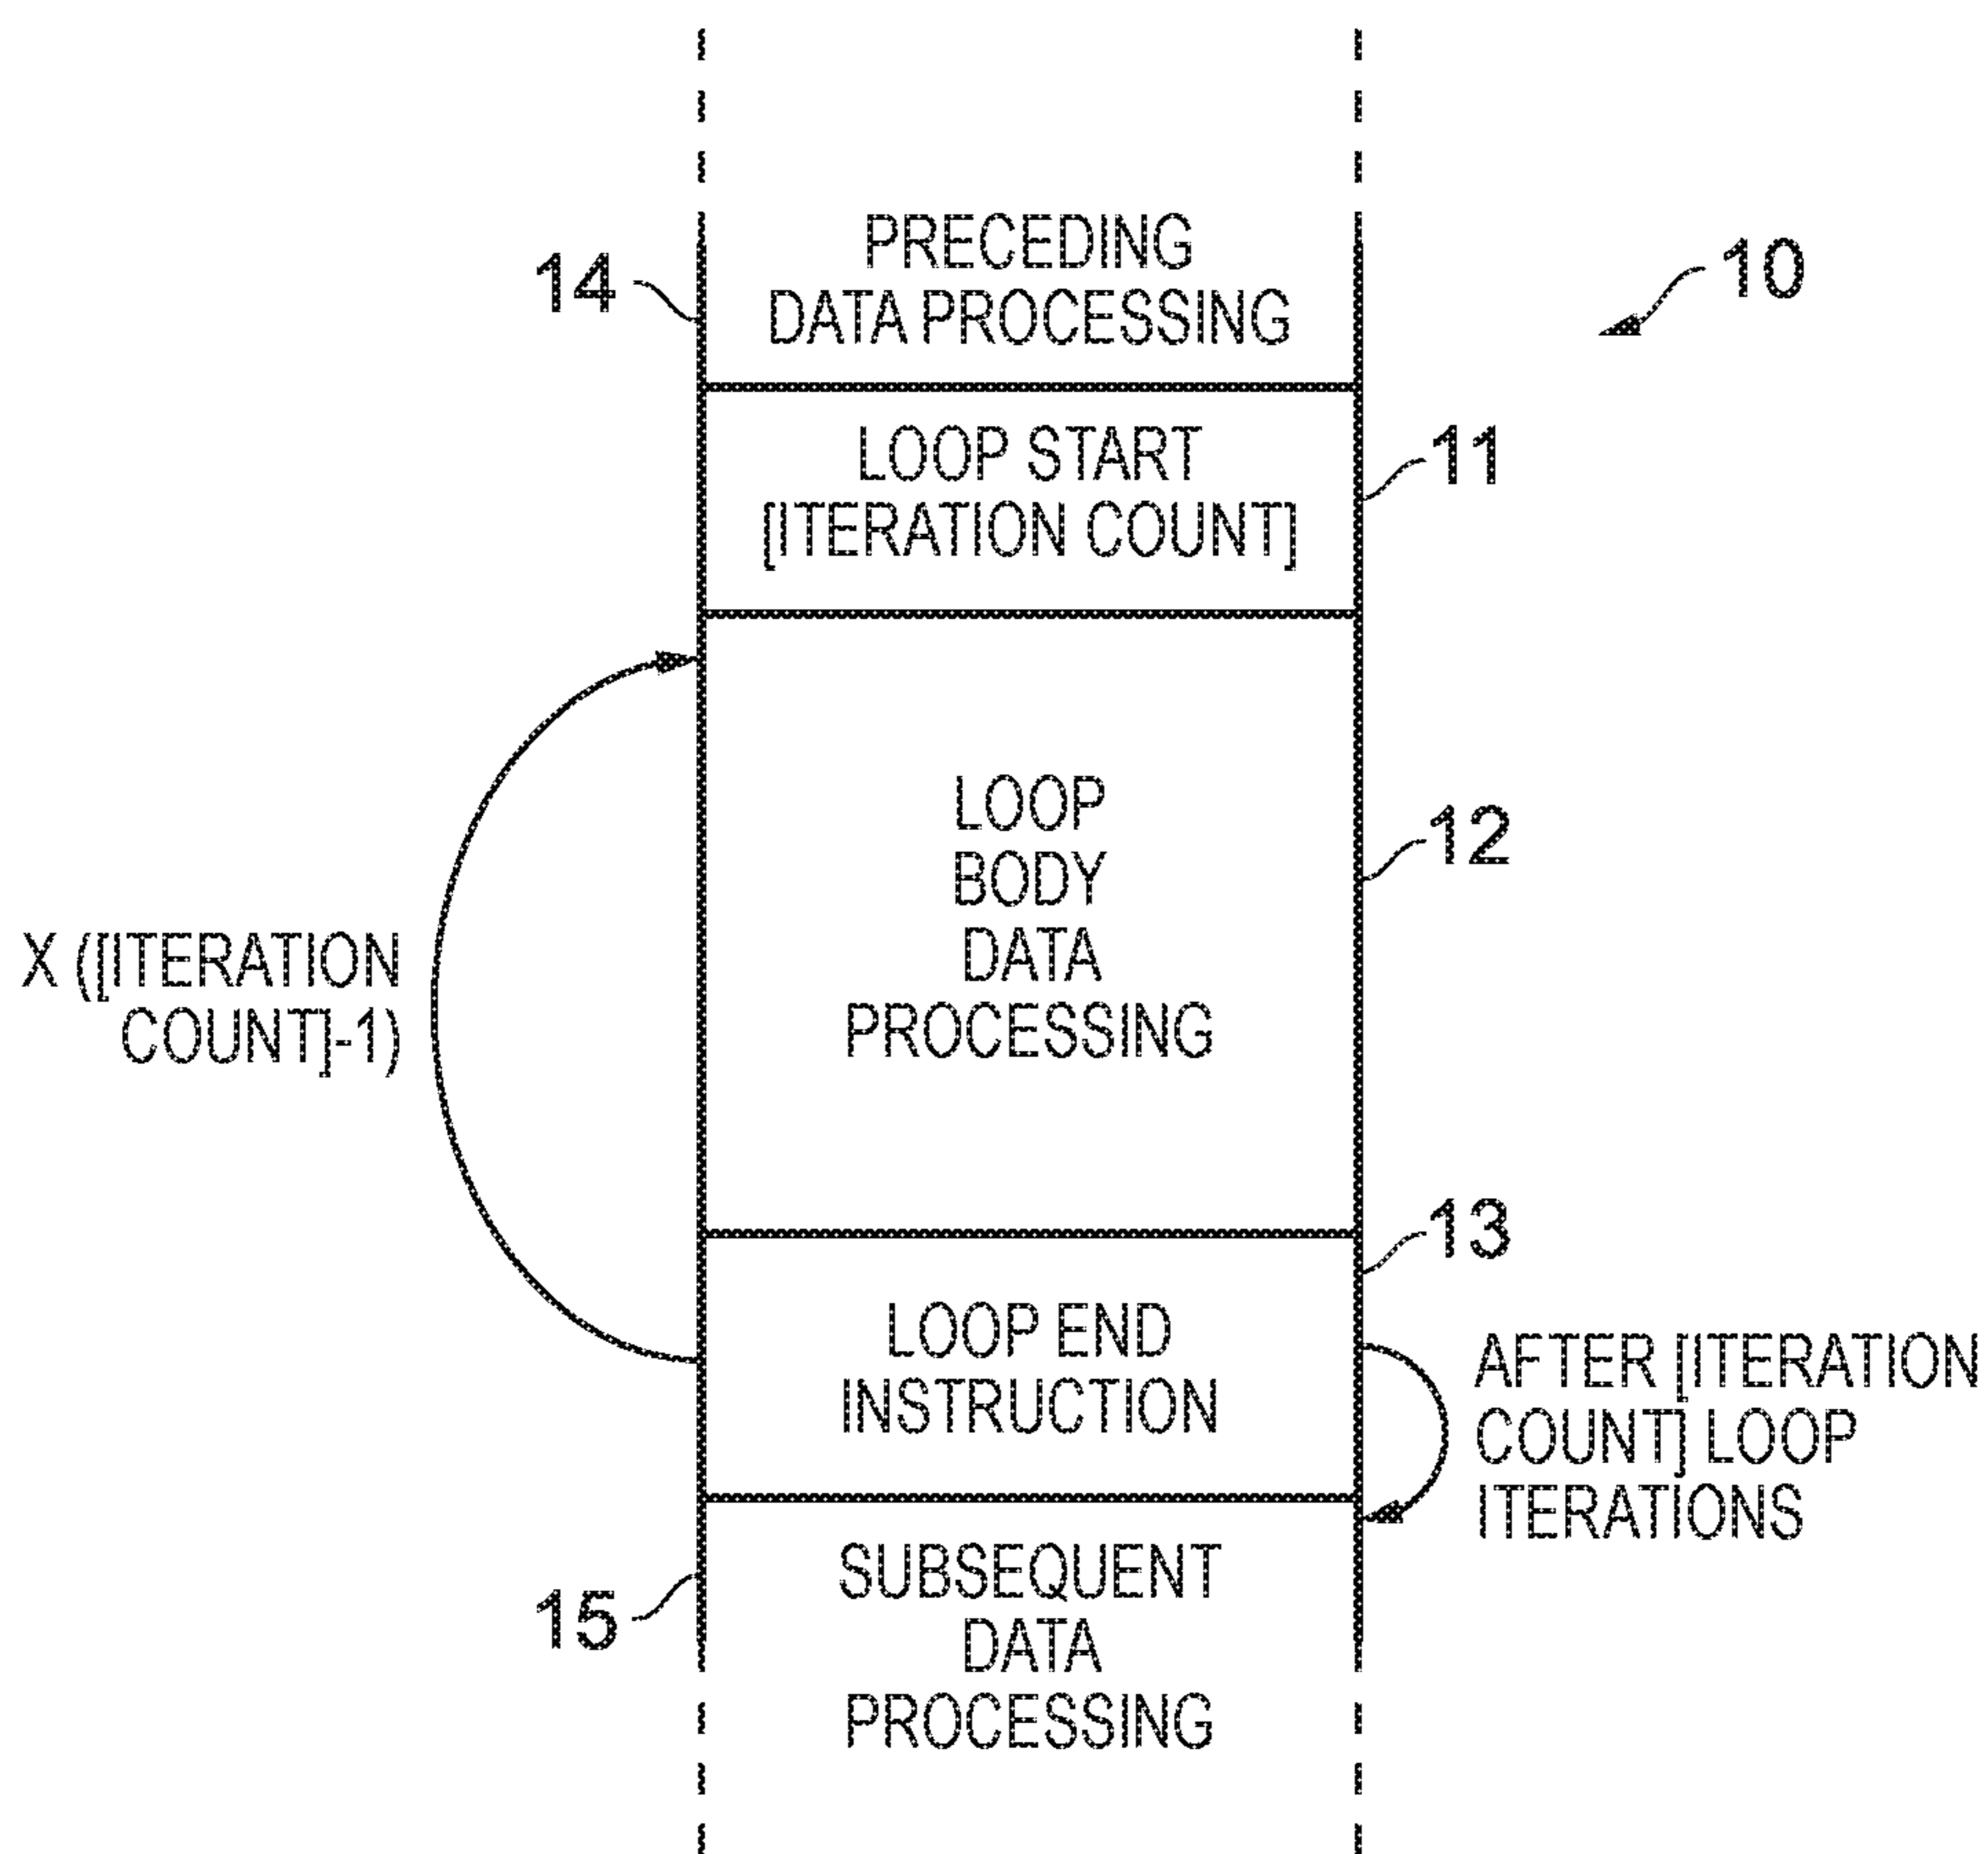 PRECEDING
DATA PROCESSING
14
10
LOOP START
[ITERATION COUNT]
11
LOOP
BODY
DATA
PROCESSING
12
X ([ITERATION
COUNT]-1)
13
LOOP END
INSTRUCTION
AFTER [ITERATION
COUNT] LOOP
ITERATIONS
SUBSEQUENT
DATA
PROCESSING
15